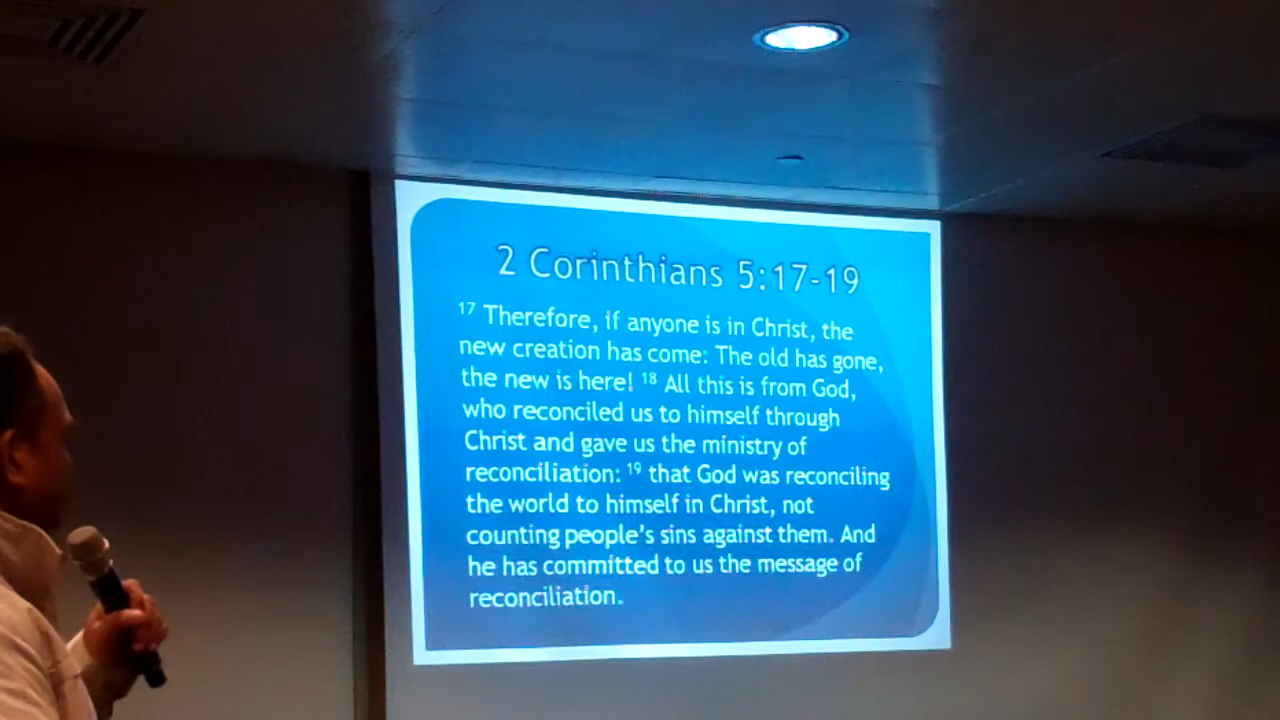 2 Corinthians 5:17-19
17 Therefore, if anyone is in Christ, the
new creation has come: The old has gone,
the new is here! 18 All this is from God,
who reconciled us to himself through
Christ and gave us the ministry of
reconciliation: 19 that God was reconciling
the world to himself in Christ, not
counting people’s sins against them. And
he has committed to us the message of
reconciliation.